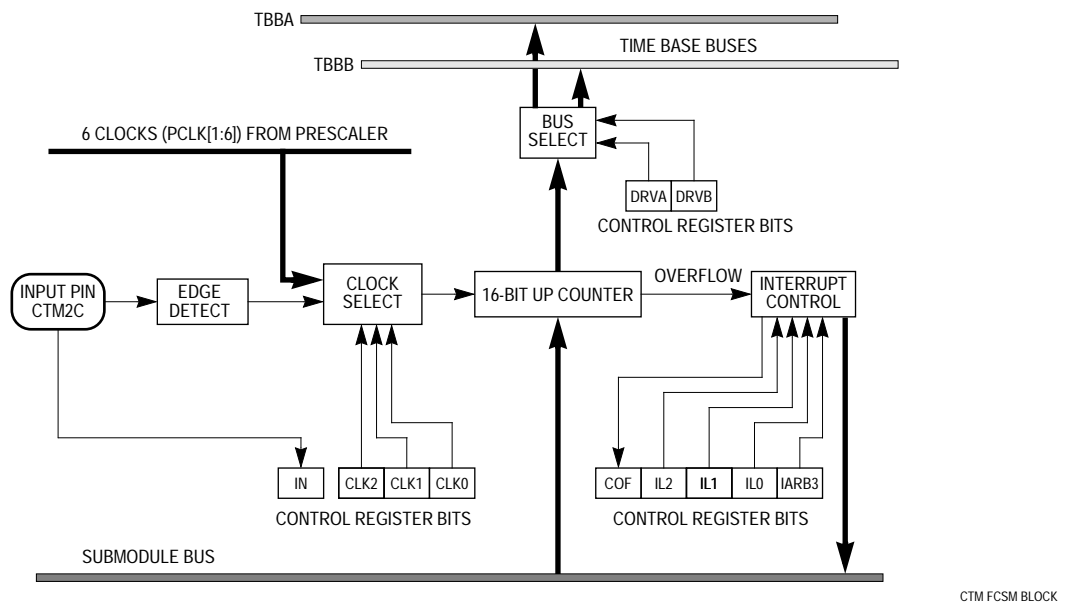 TBBA
TIME BASE BUSES
TBBB
6 CLOCKS (PCLK[1:6]) FROM PRESCALER
BUS
SELECT
DRVA DRVB
CONTROL REGISTER BITS
INPUT PIN
CTM2C
EDGE
DETECT
CLOCK
SELECT
16-BIT UP COUNTER
OVERFLOW
INTERRUPT
CONTROL
IN
CLK2 CLK1 CLK0
CONTROL REGISTER BITS
COF IL2 IL1 IL0 IARB3
CONTROL REGISTER BITS
SUBMODULE BUS
CTM FCSM BLOCK